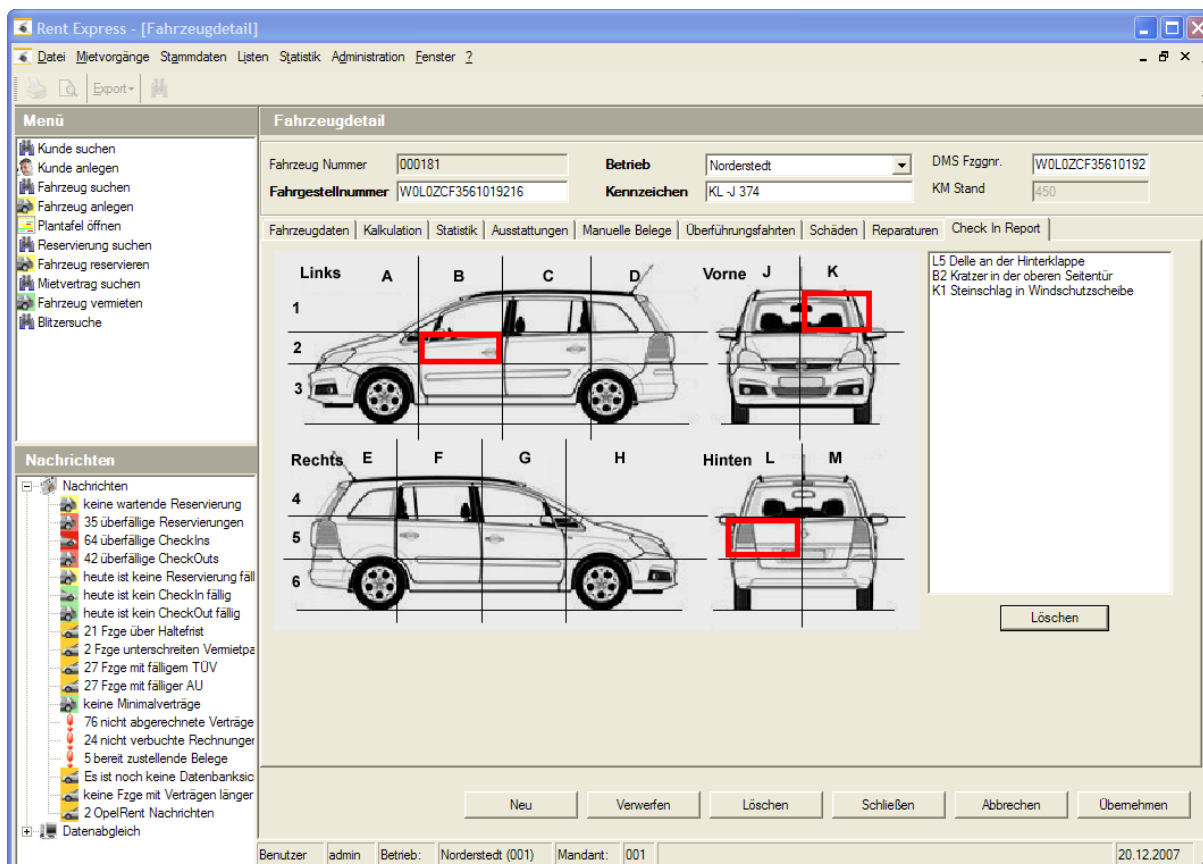 Rent Express - [Fahrzeugdetail]
Datei Mietvorgänge Stammdaten Listen Statistik Administration Fenster ?
Export
Menü
Kunde suchen
Kunde anlegen
Fahrzeug suchen
Fahrzeug anlegen
Plantafel öffnen
Reservierung suchen
Fahrzeug reservieren
Mietvertrag suchen
Fahrzeug vermieten
Blitzersuche
Nachrichten
Nachrichten
keine wartende Reservierung
35 überfällige Reservierungen
64 überfällige CheckIns
42 überfällige CheckOuts
heute ist keine Reservierung fäll
heute ist kein CheckIn fällig
heute ist kein CheckOut fällig
21 Fzge über Haltefrist
2 Fzge unterschreiten Vermietpa
27 Fzge mit fälligem TÜV
27 Fzge mit fälliger AU
keine Minimalverträge
76 nicht abgerechnete Verträge
24 nicht verbuchte Rechnunger
5 bereit zustellende Belege
Es ist noch keine Datenbanksic
keine Fzge mit Verträgen länger
2 OpelRent Nachrichten
Datenabgleich
Fahrzeugdetail
Fahrzeug Nummer 000181 Betrieb Norderstedt DMS Fzggnr. W0L0ZCF35610192
Fahrgestellnummer W0L0ZCF3561019216 Kennzeichen KL -J 374 KM Stand 450
Fahrzeugdaten Kalkulation Statistik Ausstattungen Manuelle Belege Überführungsfahrten Schäden Reparaturen Check In Report
Links A B C D Vorne J K
1
2
3
Rechts E F G H Hinten L M
4
5
6
L5 Delle an der Hinterklappe
B2 Kratzer in der oberen Seitentür
K1 Steinschlag in Windschutzscheibe
Löschen
Neu Verwerfen Löschen Schließen Abbrechen Übernehmen
Benutzer admin Betrieb: Norderstedt (001) Mandant: 001 20.12.2007